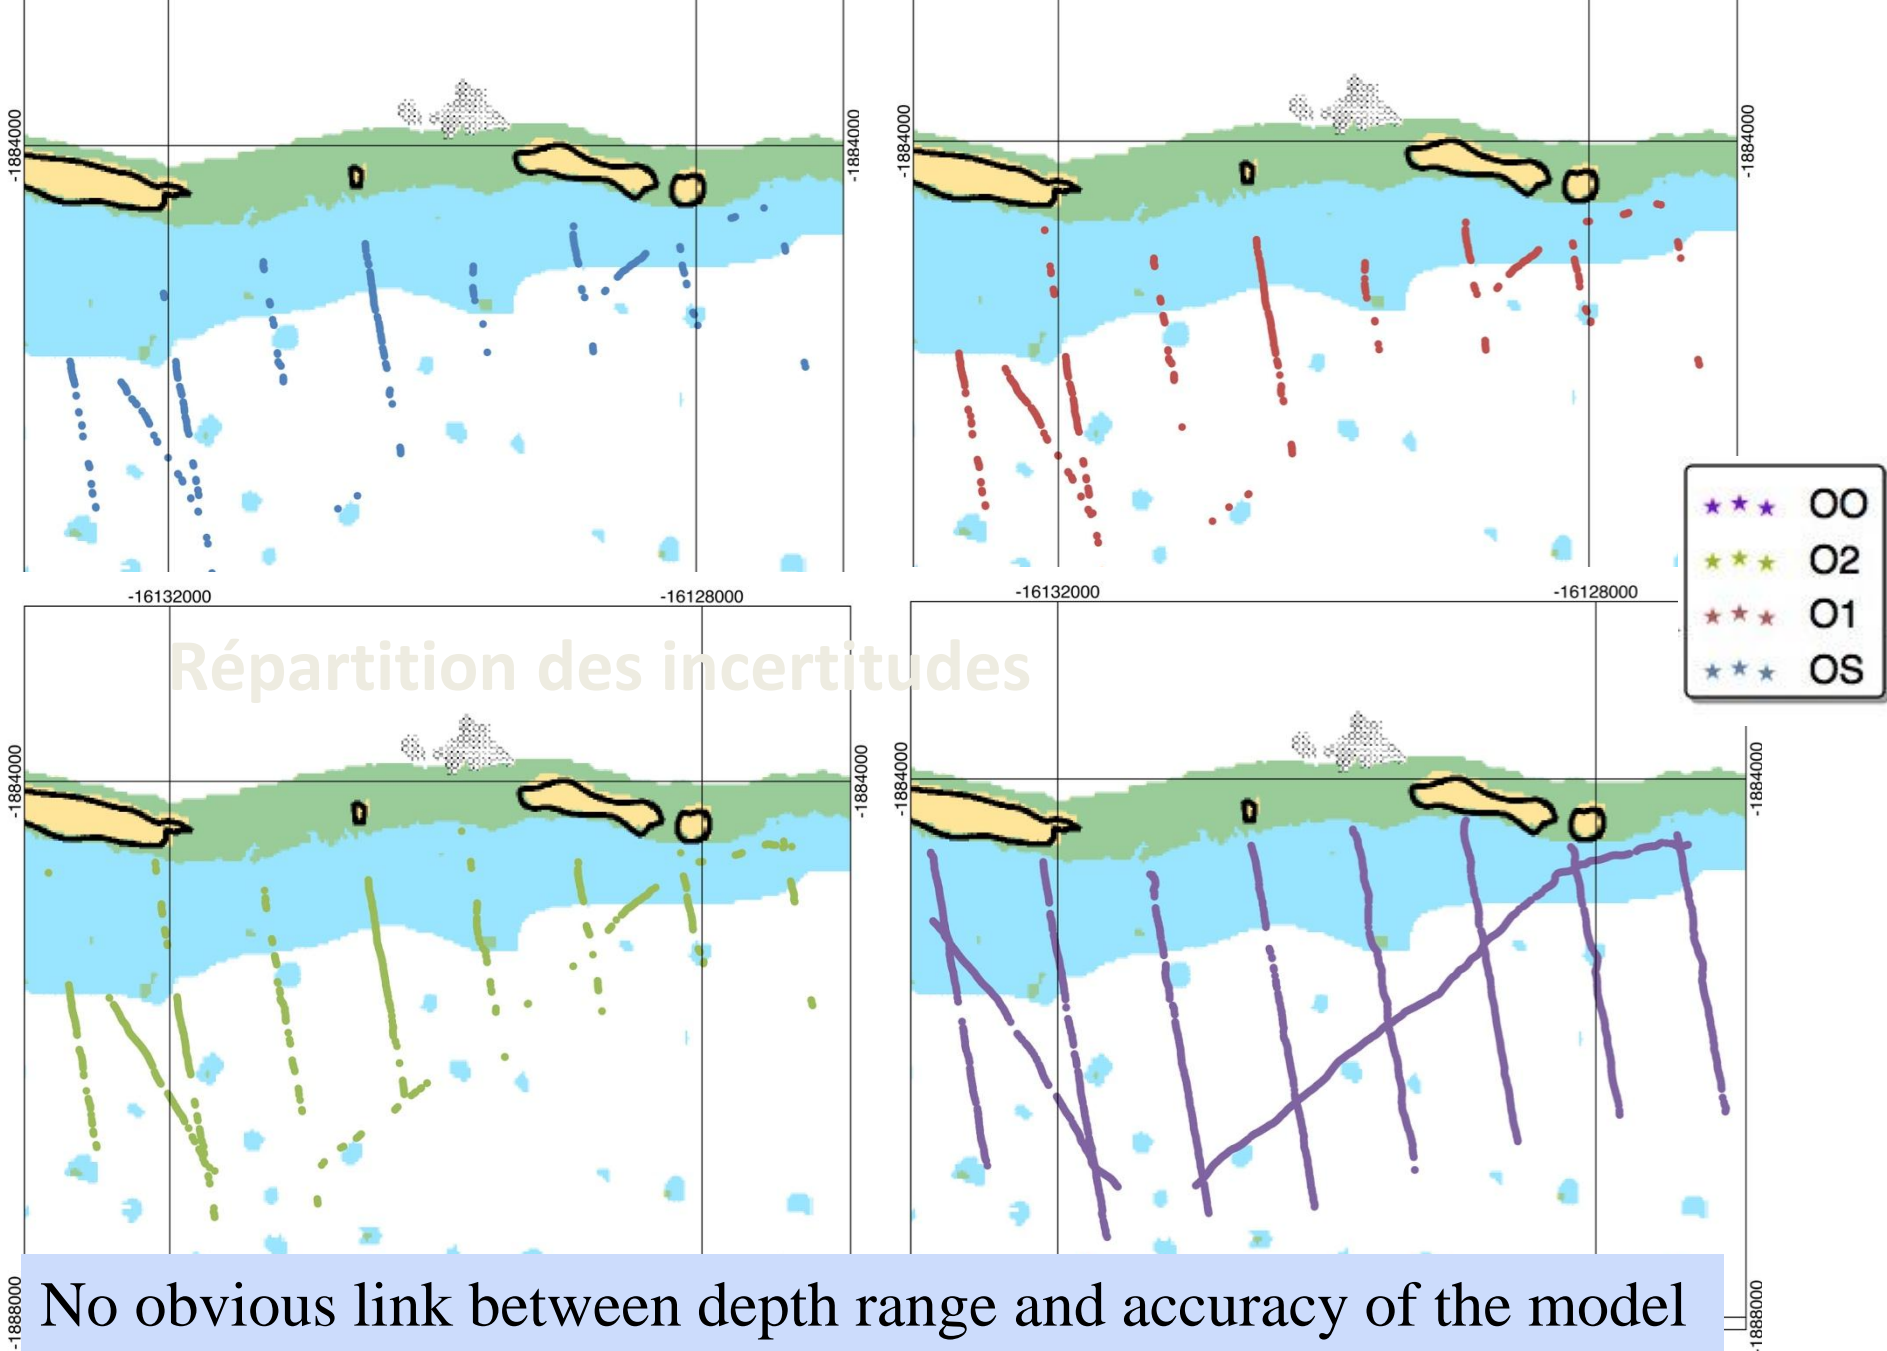 -1884000
-1884000
-1884000
-1884000
-16132000
-16128000
-16132000
-16128000
OO
O2
O1
OS
Répartition des incertitudes
-1884000
-1884000
-1884000
-1884000
-1888000
No obvious link between depth range and accuracy of the model
-1888000